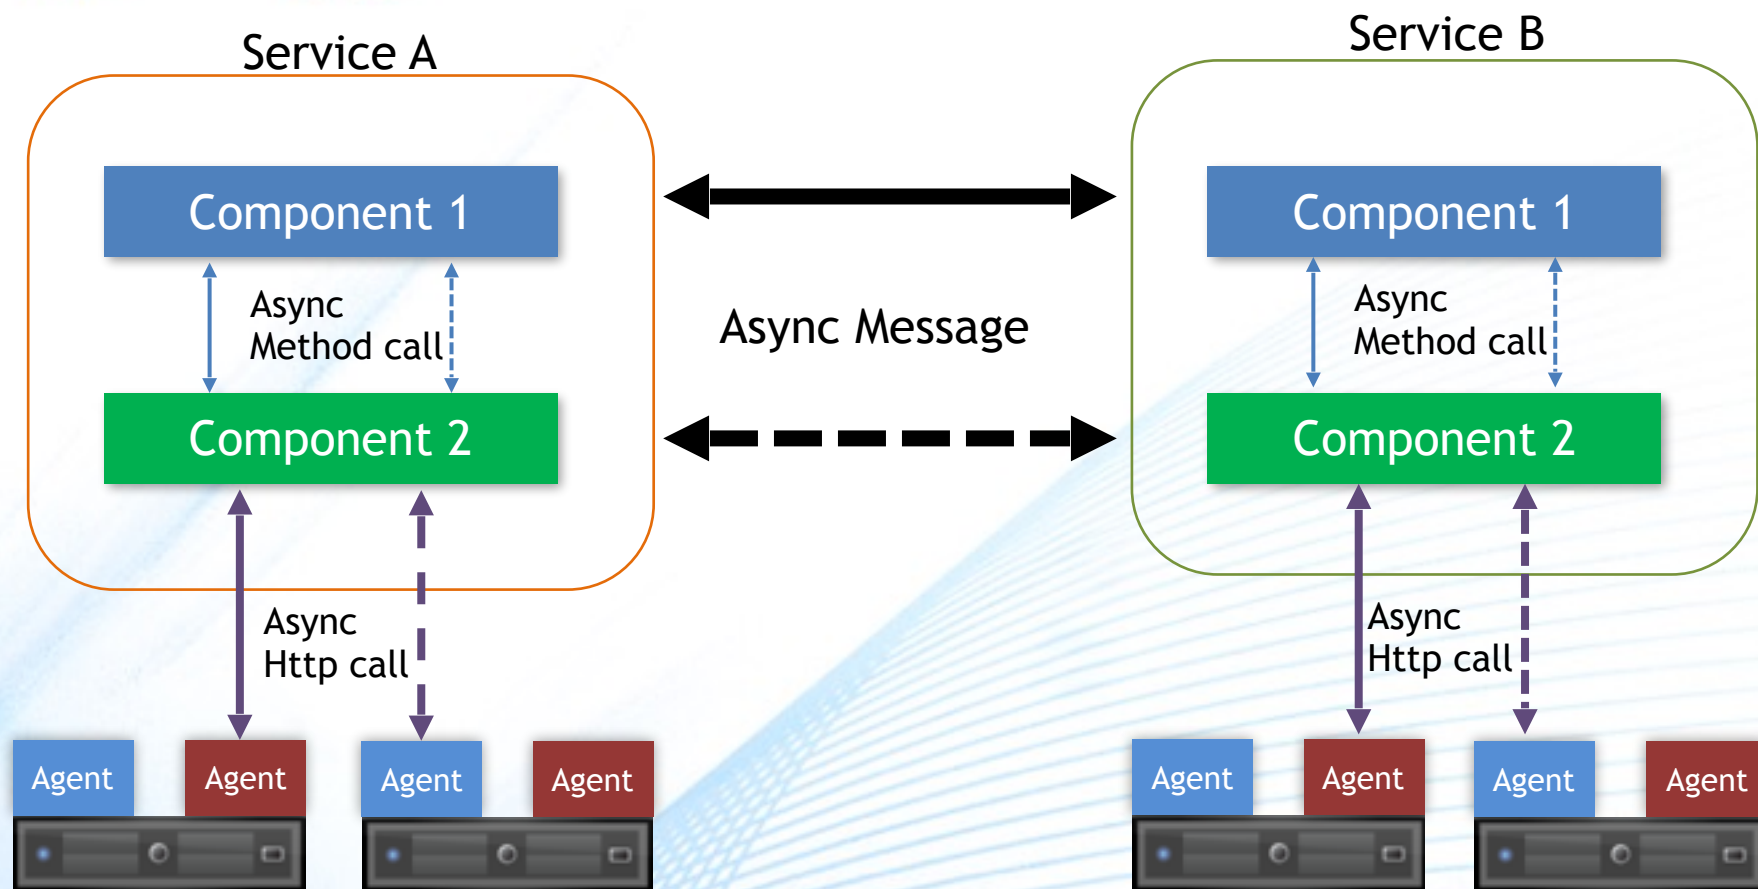 Service A
Service B
Component 1
Component 1
Async
Method call
Async Message
Async
Method call
Component 2
Component 2
Async
Http call
Async
Http call
Agent
Agent
Agent
Agent
Agent
Agent
Agent
Agent